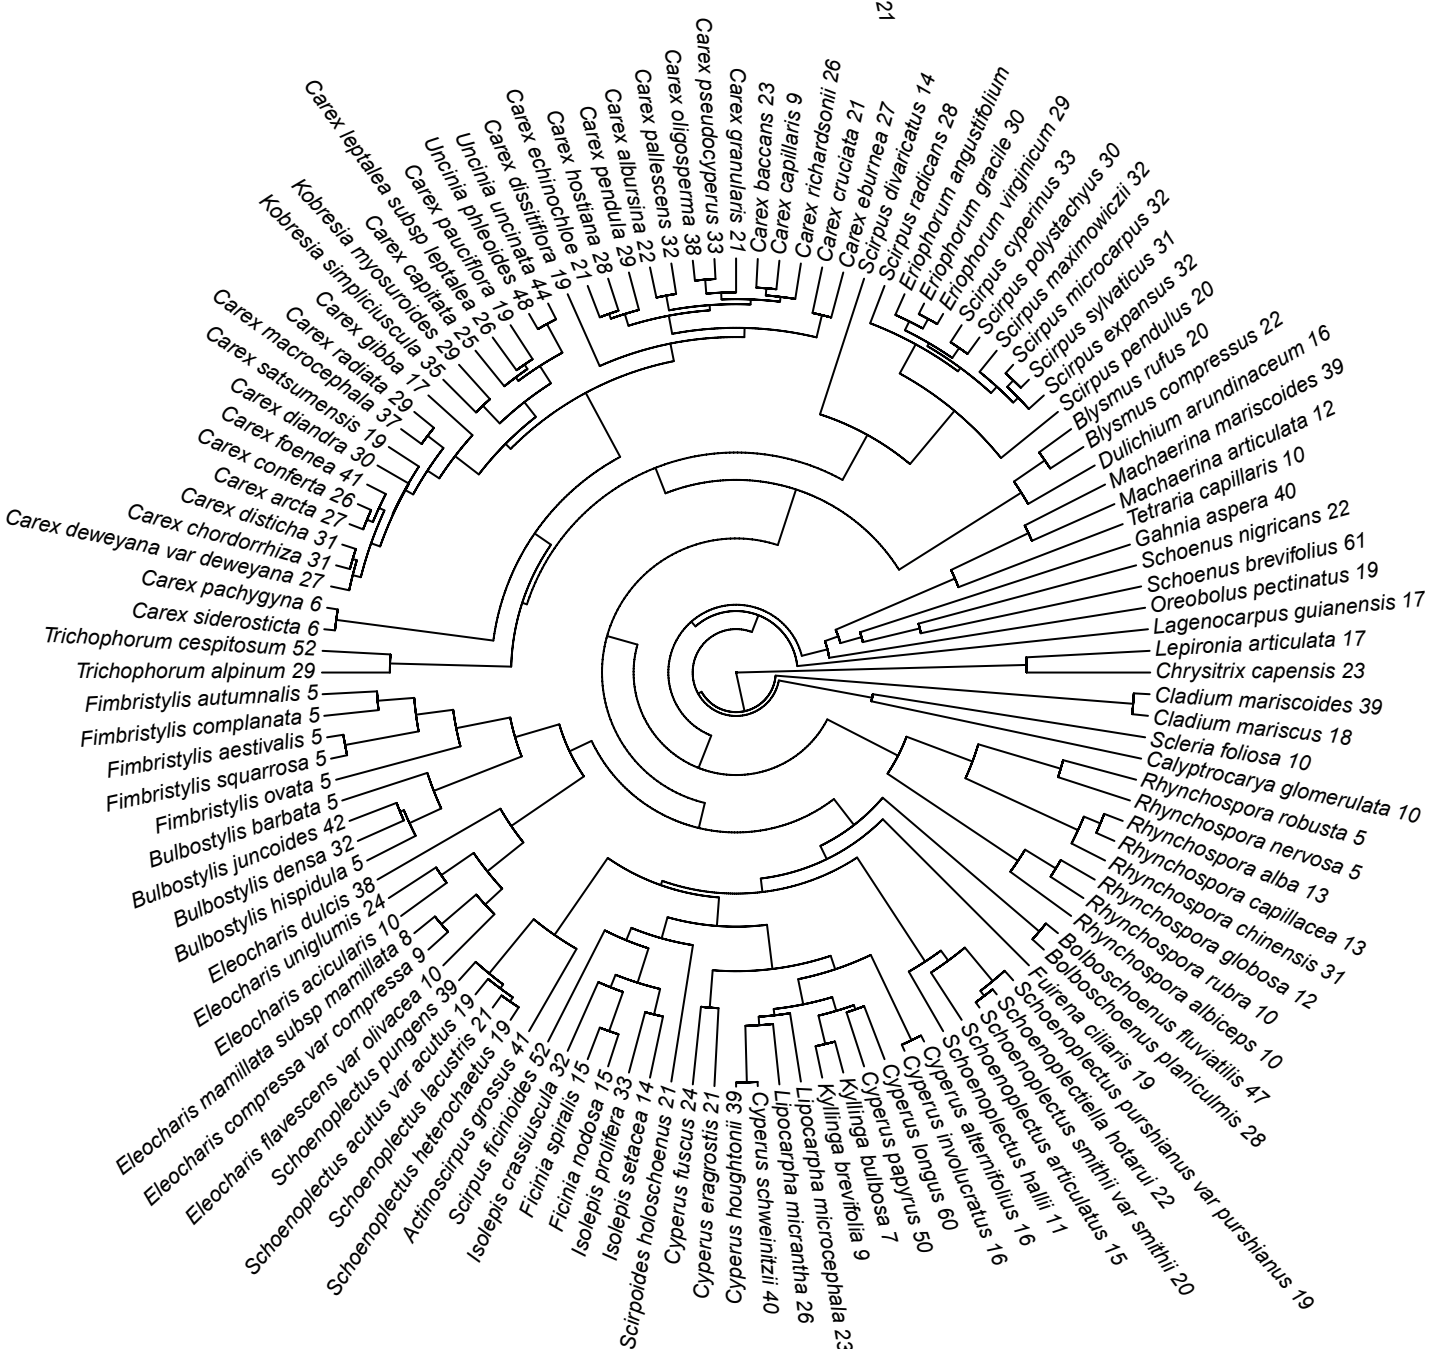 21
Carex leptalea subsp leptalea 26
Carex pauciflora 19
Uncinia phleoides 48
Uncinia uncinata 44
Carex dissitiflora 19
Carex echinochloe 21
Carex hostiana 28
Carex pendula 29
Carex albursina 22
Carex pallescens 32
Carex oligosperma 38
Carex pseudocyperus 33
Carex granularis 21
Carex baccans 23
Carex capillaris 9
Carex richardsonii 26
Carex cruciata 21
Carex eburnea 27
Scirpus divaricatus 14
Scirpus radicans 28
Eriophorum angustifolium
Eriophorum gracile 30
Eriophorum virginicum 29
Scirpus cyperinus 33
Scirpus polystachyus 30
Scirpus maximowiczii 32
Scirpus microcarpus 32
Scirpus sylvaticus 31
Scirpus expansus 32
Scirpus pendulus 20
Blysmus rufus 20
Blysmus compressus 22
Dulichium arundinaceum 16
Machaerina mariscoides 39
Machaerina articulata 12
Tetraria capillaris 10
Gahnia aspera 40
Schoenus nigricans 22
Schoenus brevifolius 61
Oreobolus pectinatus 19
Lagenocarpus guianensis 17
Lepironia articulata 17
Chrysitrix capensis 23
Cladium mariscoides 39
Cladium mariscus 18
Scleria foliosa 10
Calyptrocarya glomerulata 10
Rhynchospora robusta 5
Rhynchospora nervosa 5
Rhynchospora alba 13
Rhynchospora capillacea 13
Rhynchospora chinensis 31
Rhynchospora globosa 12
Rhynchospora rubra 10
Rhynchospora albiceps 10
Bolboschoenus fluviatilis 47
Bolboschoenus planiculmis 28
Fuirena ciliaris 19
Schoenoplectus purshianus var purshianus 19
Schoenoplectiella hotarui 22
Schoenoplectus smithii var smithii 20
Schoenoplectus articulatus 15
Schoenoplectus hallii 11
Cyperus alternifolius 16
Cyperus involucratus 16
Cyperus longus 60
Cyperus papyrus 50
Kyllinga bulbosa 7
Kyllinga brevifolia 9
Lipocarpha microcephala 23
Lipocarpha micrantha 26
Cyperus schweinitzii 40
Cyperus houghtonii 39
Cyperus eragrostis 21
Cyperus fuscus 24
Scirpoides holoschoenus 21
Isolepis setacea 14
Isolepis prolifera 33
Ficinia nodosa 15
Ficinia spiralis 15
Isolepis crassiuscula 32
Scirpus ficinioides 52
Actinoscirpus grossus 41
Schoenoplectus heterochaetus 19
Schoenoplectus lacustris 21
Schoenoplectus acutus var acutus 19
Schoenoplectus pungens 39
Eleocharis flavescens var olivacea 10
Eleocharis compressa var compressa 9
Eleocharis mamillata subsp mamillata 8
Eleocharis acicularis 10
Eleocharis uniglumis 24
Eleocharis dulcis 38
Bulbostylis hispidula 5
Bulbostylis densa 32
Bulbostylis juncoides 42
Bulbostylis barbata 5
Fimbristylis ovata 5
Fimbristylis squarrosa 5
Fimbristylis aestivalis 5
Fimbristylis complanata 5
Fimbristylis autumnalis 5
Trichophorum alpinum 29
Trichophorum cespitosum 52
Carex siderosticta 6
Carex pachygyna 6
Carex deweyana var deweyana 27
Carex chordorrhiza 31
Carex disticha 31
Carex arcta 27
Carex conferta 26
Carex foenea 41
Carex diandra 30
Carex satsumensis 19
Carex macrocephala 37
Carex radiata 29
Carex gibba 17
Kobresia simpliciuscula 35
Kobresia myosuroides 29
Carex capitata 25